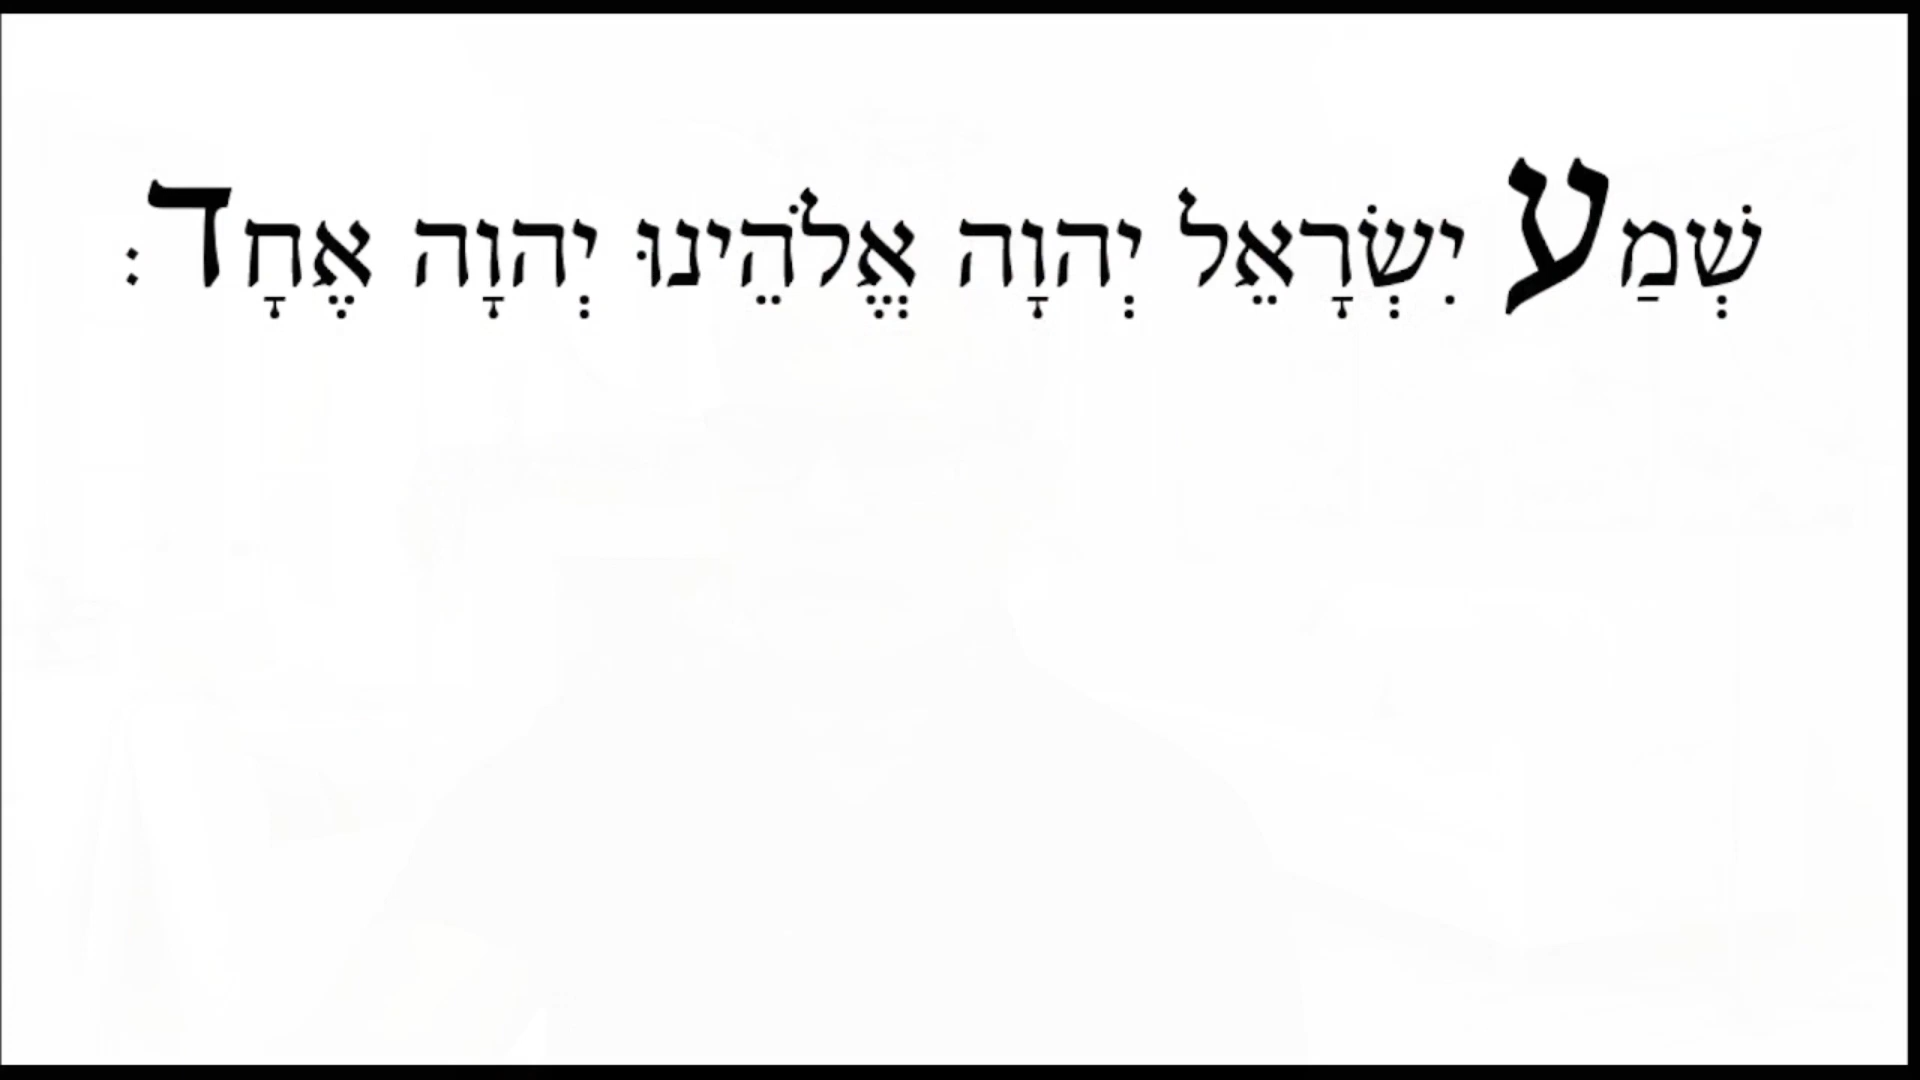 שְׁמַע יִשְׂרָאֵל יְהוָה אֱלֹהֵינוּ יְהוָה אֶחָד׃